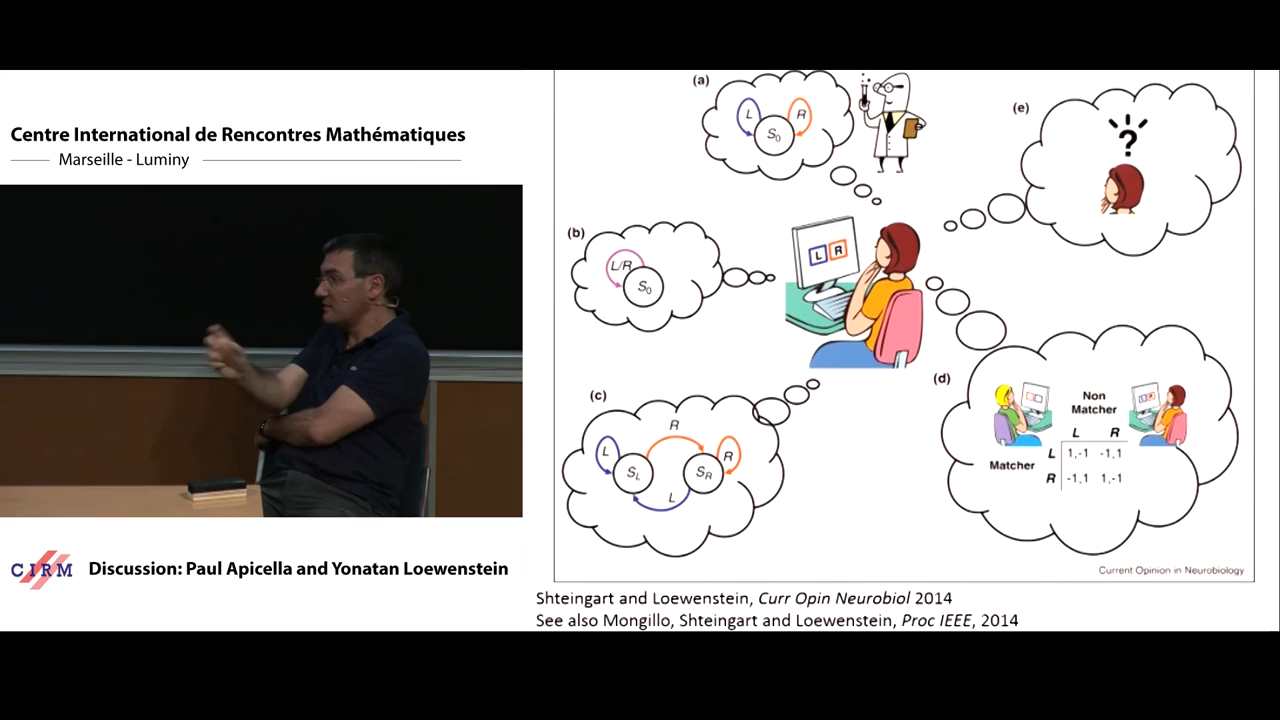 Centre International de Rencontres Mathématiques
Marseille - Luminy
CIRM
Discussion: Paul Apicella and Yonatan Loewenstein
(a)
L
R
S0
(b)
L/R
S0
L R
(c)
R
L
R
SL
SR
L
(e)
?
(d)
Non
Matcher
L R
Matcher
L 1,-1 -1,1
R -1,1 1,-1
Current Opinion in Neurobiology
Shteingart and Loewenstein, Curr Opin Neurobiol 2014
See also Mongillo, Shteingart and Loewenstein, Proc IEEE, 2014